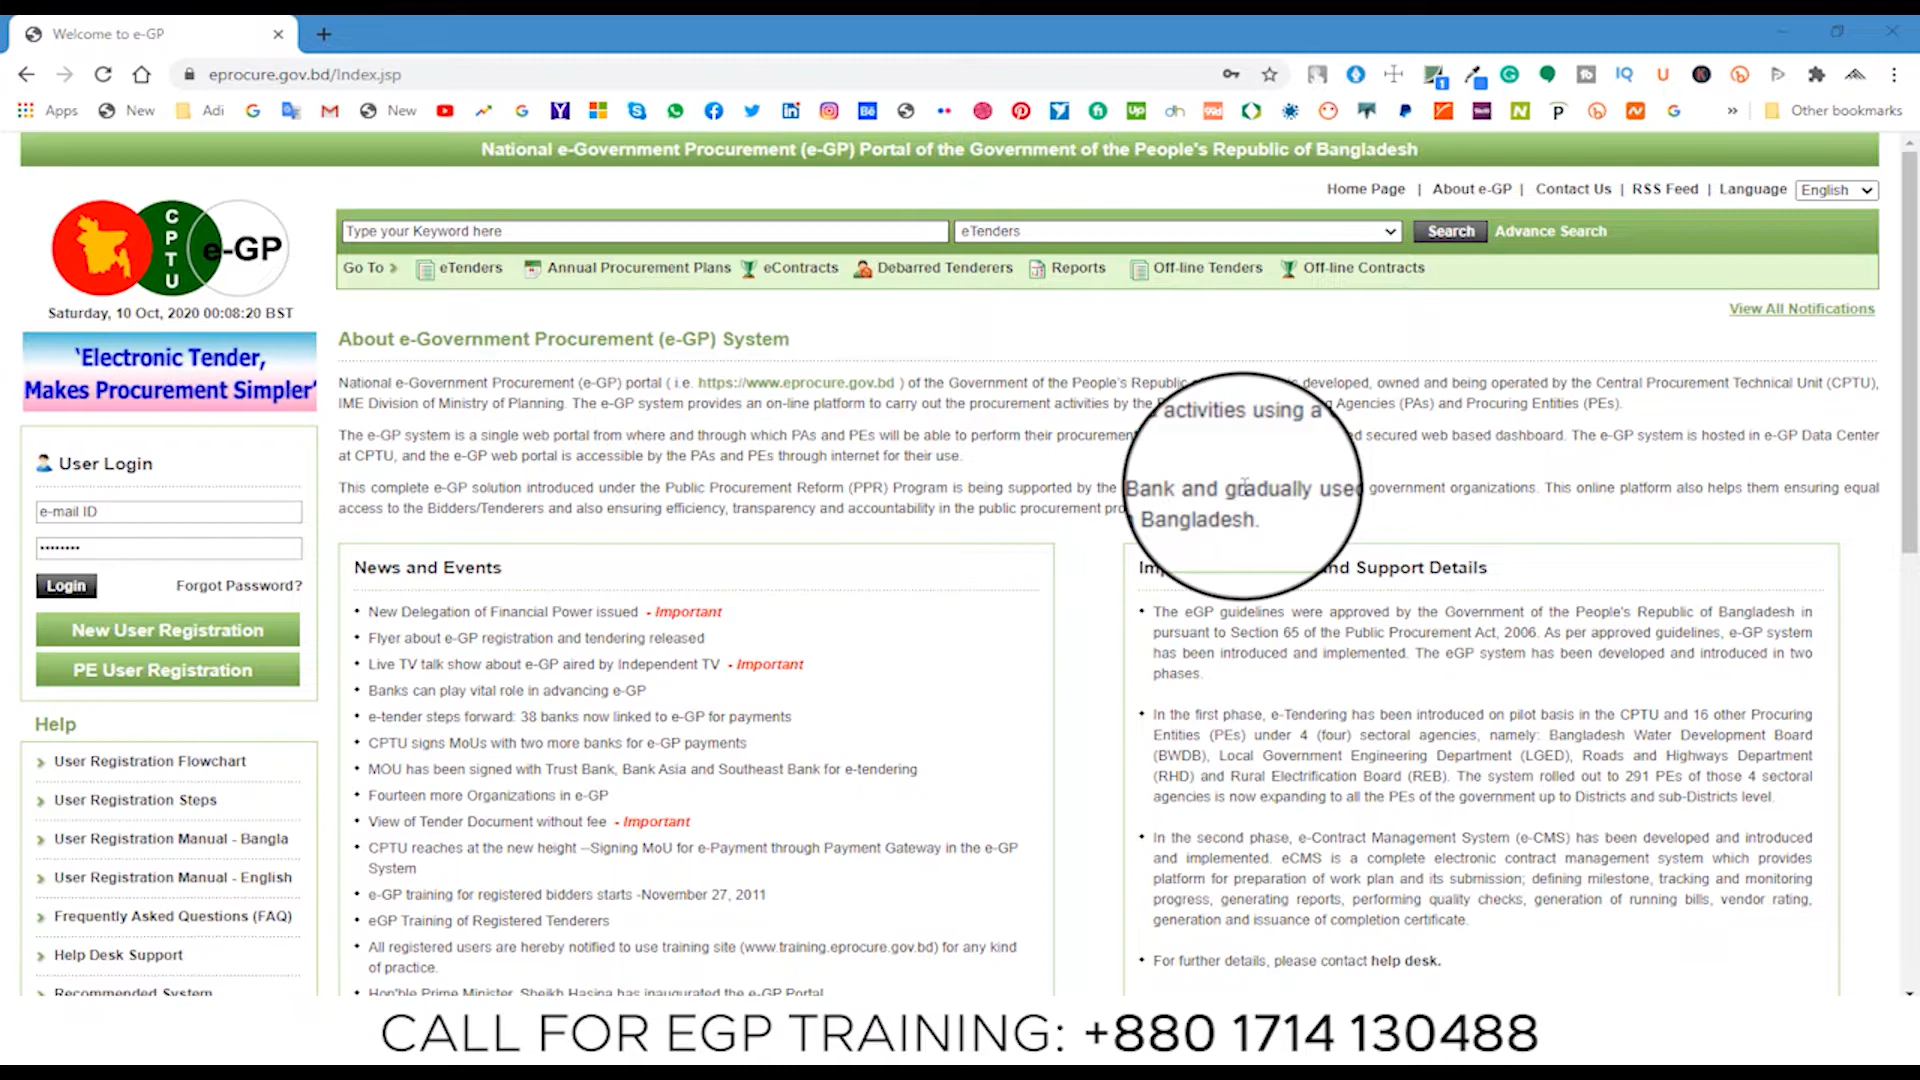 Welcome to e-GP
eprocure.gov.bd/Index.jsp
Apps New Adi New Other bookmarks
National e-Government Procurement (e-GP) Portal of the Government of the People's Republic of Bangladesh
Home Page | About e-GP | Contact Us | RSS Feed | Language English
CPTU e-GP
Type your Keyword here eTenders Search Advance Search
Go To eTenders Annual Procurement Plans eContracts Debarred Tenderers Reports Off-line Tenders Off-line Contracts
Saturday, 10 Oct, 2020 00:08:20 BST
View All Notifications
'Electronic Tender,
Makes Procurement Simpler'
User Login
e-mail ID
••••••••
Login Forgot Password?
New User Registration
PE User Registration
Help
User Registration Flowchart
User Registration Steps
User Registration Manual - Bangla
User Registration Manual - English
Frequently Asked Questions (FAQ)
Help Desk Support
Recommended System
About e-Government Procurement (e-GP) System
National e-Government Procurement (e-GP) portal ( i.e. https://www.eprocure.gov.bd ) of the Government of the People's Republic developed, owned and being operated by the Central Procurement Technical Unit (CPTU),
IME Division of Ministry of Planning. The e-GP system provides an on-line platform to carry out the procurement activities by the Agencies (PAs) and Procuring Entities (PEs).
activities using a
The e-GP system is a single web portal from where and through which PAs and PEs will be able to perform their procurement secured web based dashboard. The e-GP system is hosted in e-GP Data Center
at CPTU, and the e-GP web portal is accessible by the PAs and PEs through internet for their use.
This complete e-GP solution introduced under the Public Procurement Reform (PPR) Program is being supported by the Bank and gradually used government organizations. This online platform also helps them ensuring equal
access to the Bidders/Tenderers and also ensuring efficiency, transparency and accountability in the public procurement Bangladesh.
News and Events
• New Delegation of Financial Power issued - Important
• Flyer about e-GP registration and tendering released
• Live TV talk show about e-GP aired by Independent TV - Important
• Banks can play vital role in advancing e-GP
• e-tender steps forward: 38 banks now linked to e-GP for payments
• CPTU signs MoUs with two more banks for e-GP payments
• MOU has been signed with Trust Bank, Bank Asia and Southeast Bank for e-tendering
• Fourteen more Organizations in e-GP
• View of Tender Document without fee - Important
• CPTU reaches at the new height –Signing MoU for e-Payment through Payment Gateway in the e-GP
System
• e-GP training for registered bidders starts -November 27, 2011
• eGP Training of Registered Tenderers
• All registered users are hereby notified to use training site (www.training.eprocure.gov.bd) for any kind
of practice.
• Hon'ble Prime Minister, Sheikh Hasina has inaugurated the e-GP Portal
and Support Details
• The eGP guidelines were approved by the Government of the People's Republic of Bangladesh in
pursuant to Section 65 of the Public Procurement Act, 2006. As per approved guidelines, e-GP system
has been introduced and implemented. The eGP system has been developed and introduced in two
phases.
• In the first phase, e-Tendering has been introduced on pilot basis in the CPTU and 16 other Procuring
Entities (PEs) under 4 (four) sectoral agencies, namely: Bangladesh Water Development Board
(BWDB), Local Government Engineering Department (LGED), Roads and Highways Department
(RHD) and Rural Electrification Board (REB). The system rolled out to 291 PEs of those 4 sectoral
agencies is now expanding to all the PEs of the government up to Districts and sub-Districts level.
• In the second phase, e-Contract Management System (e-CMS) has been developed and introduced
and implemented. eCMS is a complete electronic contract management system which provides
platform for preparation of work plan and its submission; defining milestone, tracking and monitoring
progress, generating reports, performing quality checks, generation of running bills, vendor rating,
generation and issuance of completion certificate.
• For further details, please contact help desk.
CALL FOR EGP TRAINING: +880 1714 130488